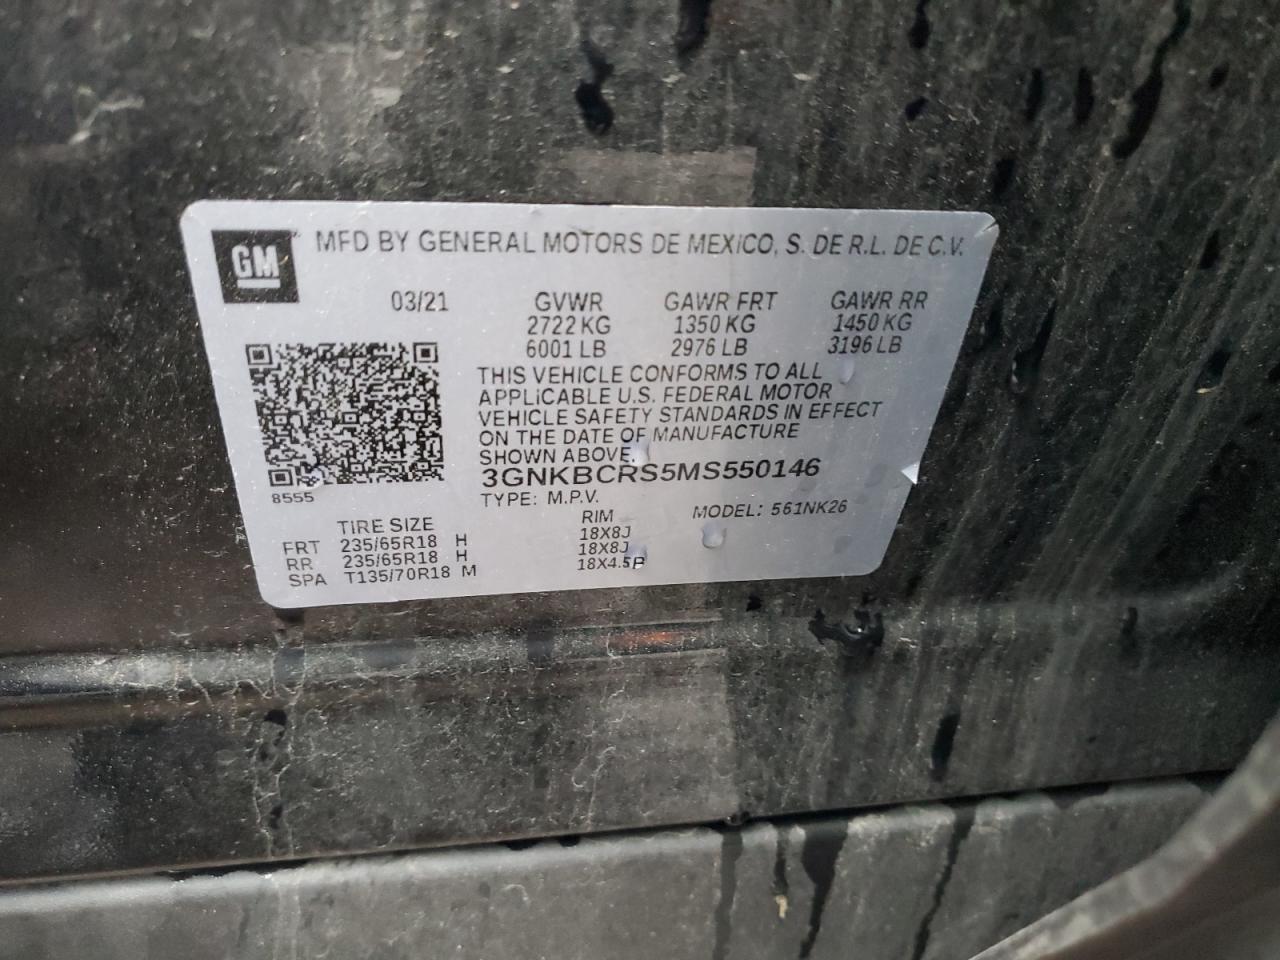 GM MFD BY GENERAL MOTORS DE MEXICO, S. DE R.L. DE C.V.
03/21 GVWR GAWR FRT GAWR RR
2722 KG 1350 KG 1450 KG
6001 LB 2976 LB 3196 LB
THIS VEHICLE CONFORMS TO ALL
APPLICABLE U.S. FEDERAL MOTOR
VEHICLE SAFETY STANDARDS IN EFFECT
ON THE DATE OF MANUFACTURE
SHOWN ABOVE.
3GNKBCRS5MS550146
8555
TYPE: M.P.V. MODEL: 561NK26
TIRE SIZE RIM
FRT 235/65R18 H 18X8J
RR 235/65R18 H 18X8J
SPA T135/70R18 M 18X4.5B